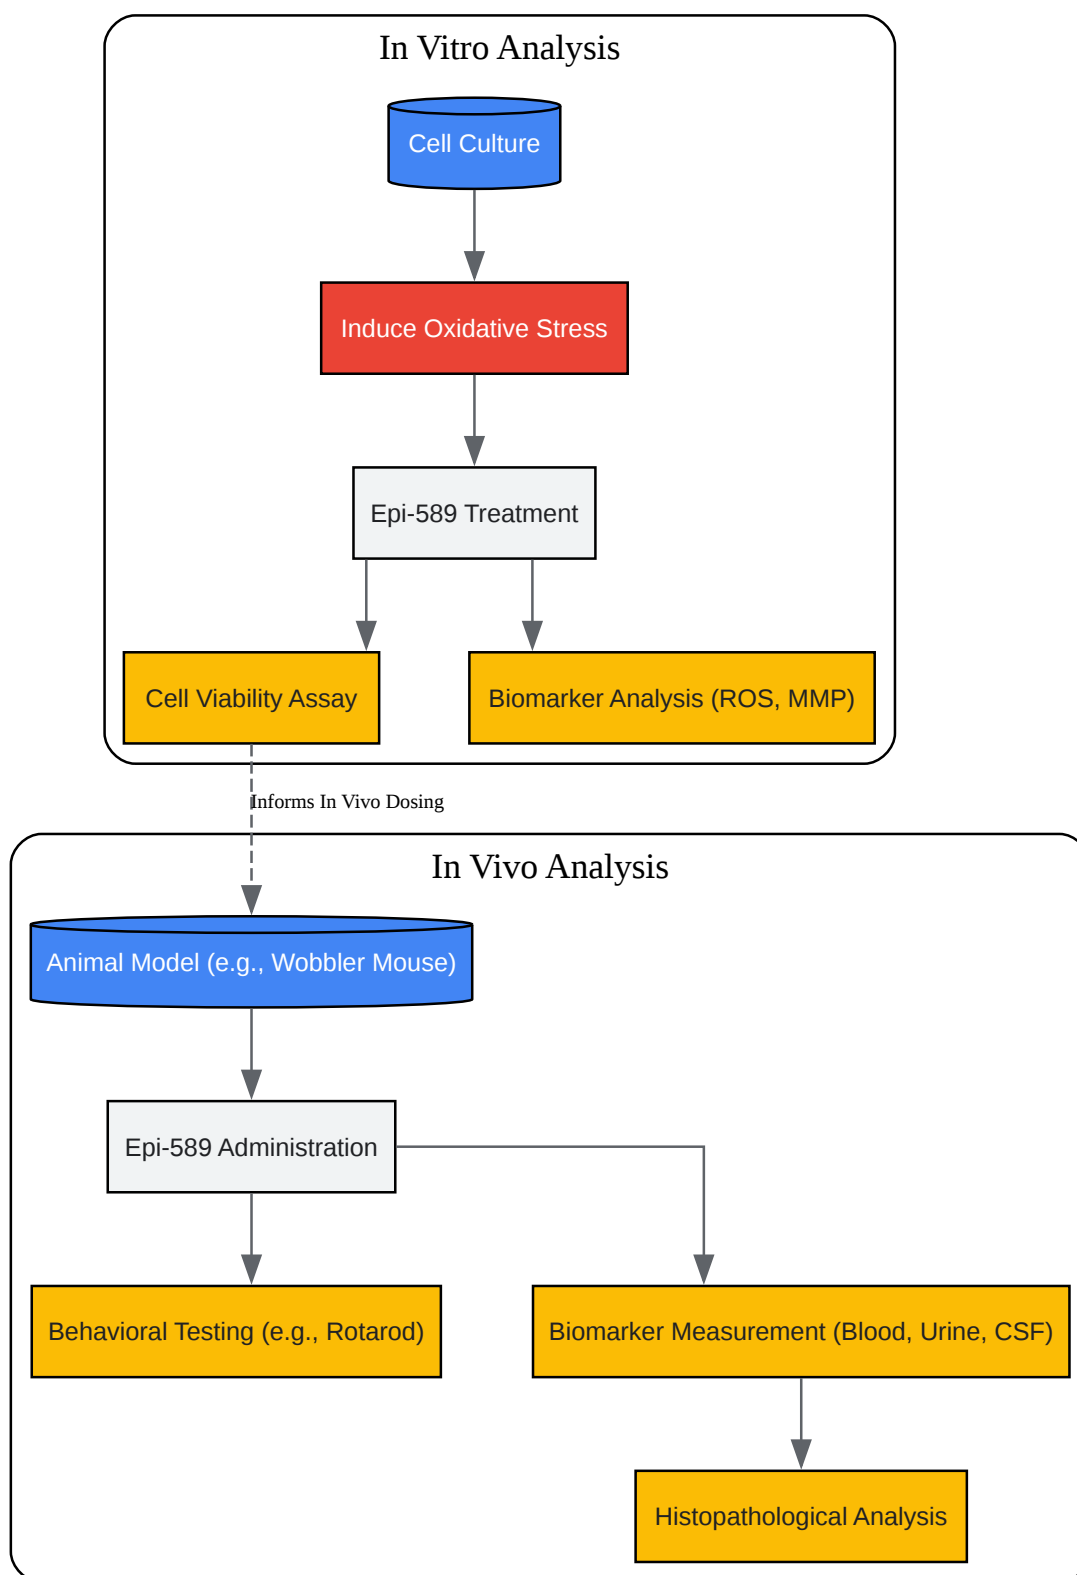 In Vitro Analysis
Cell Culture
Induce Oxidative Stress
Epi-589 Treatment
Cell Viability Assay
Biomarker Analysis (ROS, MMP)
Informs In Vivo Dosing
In Vivo Analysis
Animal Model (e.g., Wobbler Mouse)
Epi-589 Administration
Behavioral Testing (e.g., Rotarod)
Biomarker Measurement (Blood, Urine, CSF)
Histopathological Analysis